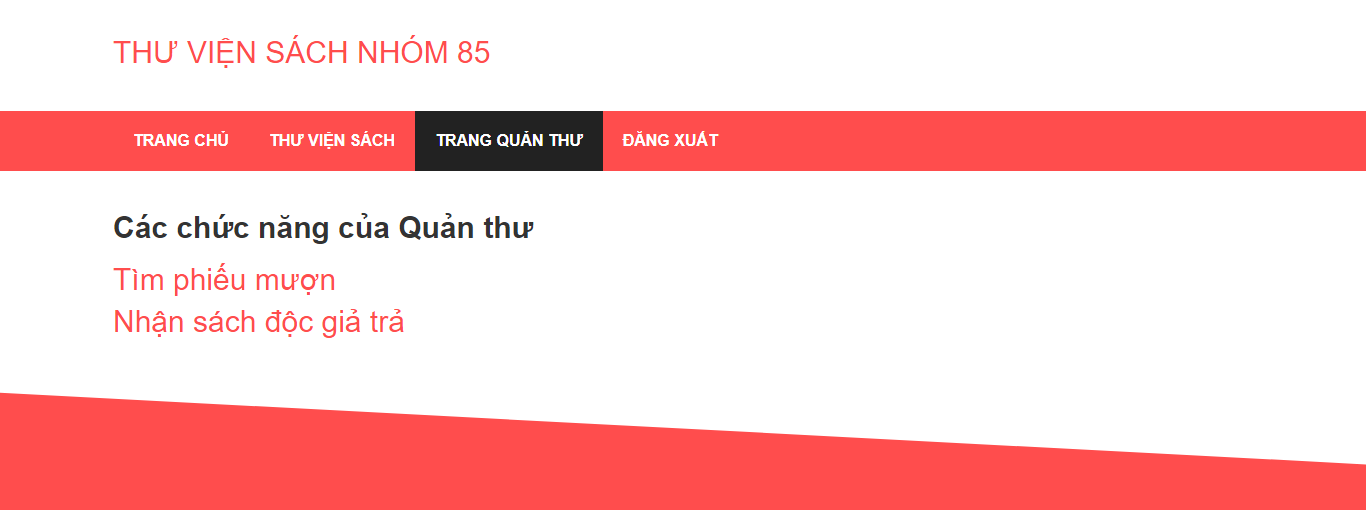 THƯ VIỆN SÁCH NHÓM 85
TRANG CHỦ THƯ VIỆN SÁCH TRANG QUẢN THƯ ĐĂNG XUẤT
Các chức năng của Quản thư
Tìm phiếu mượn
Nhận sách độc giả trả